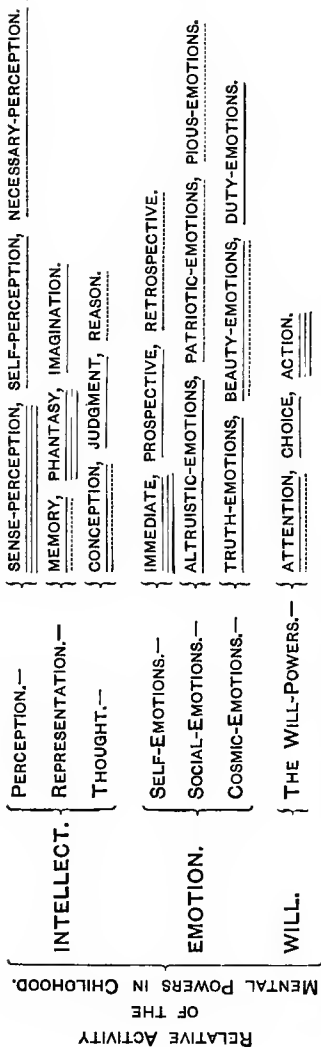 RELATIVE ACTIVITY
OF THE
MENTAL POWERS IN CHILDHOOD.
INTELLECT.
PERCEPTION.— SENSE-PERCEPTION, SELF-PERCEPTION, NECESSARY-PERCEPTION.
REPRESENTATION.— MEMORY, PHANTASY, IMAGINATION.
THOUGHT.— CONCEPTION, JUDGMENT, REASON.
EMOTION.
SELF-EMOTIONS.— IMMEDIATE, PROSPECTIVE, RETROSPECTIVE.
SOCIAL-EMOTIONS.— ALTRUISTIC-EMOTIONS, PATRIOTIC-EMOTIONS, PIOUS-EMOTIONS.
COSMIC-EMOTIONS.— TRUTH-EMOTIONS, BEAUTY-EMOTIONS, DUTY-EMOTIONS.
WILL.
THE WILL-POWERS.— ATTENTION, CHOICE, ACTION.